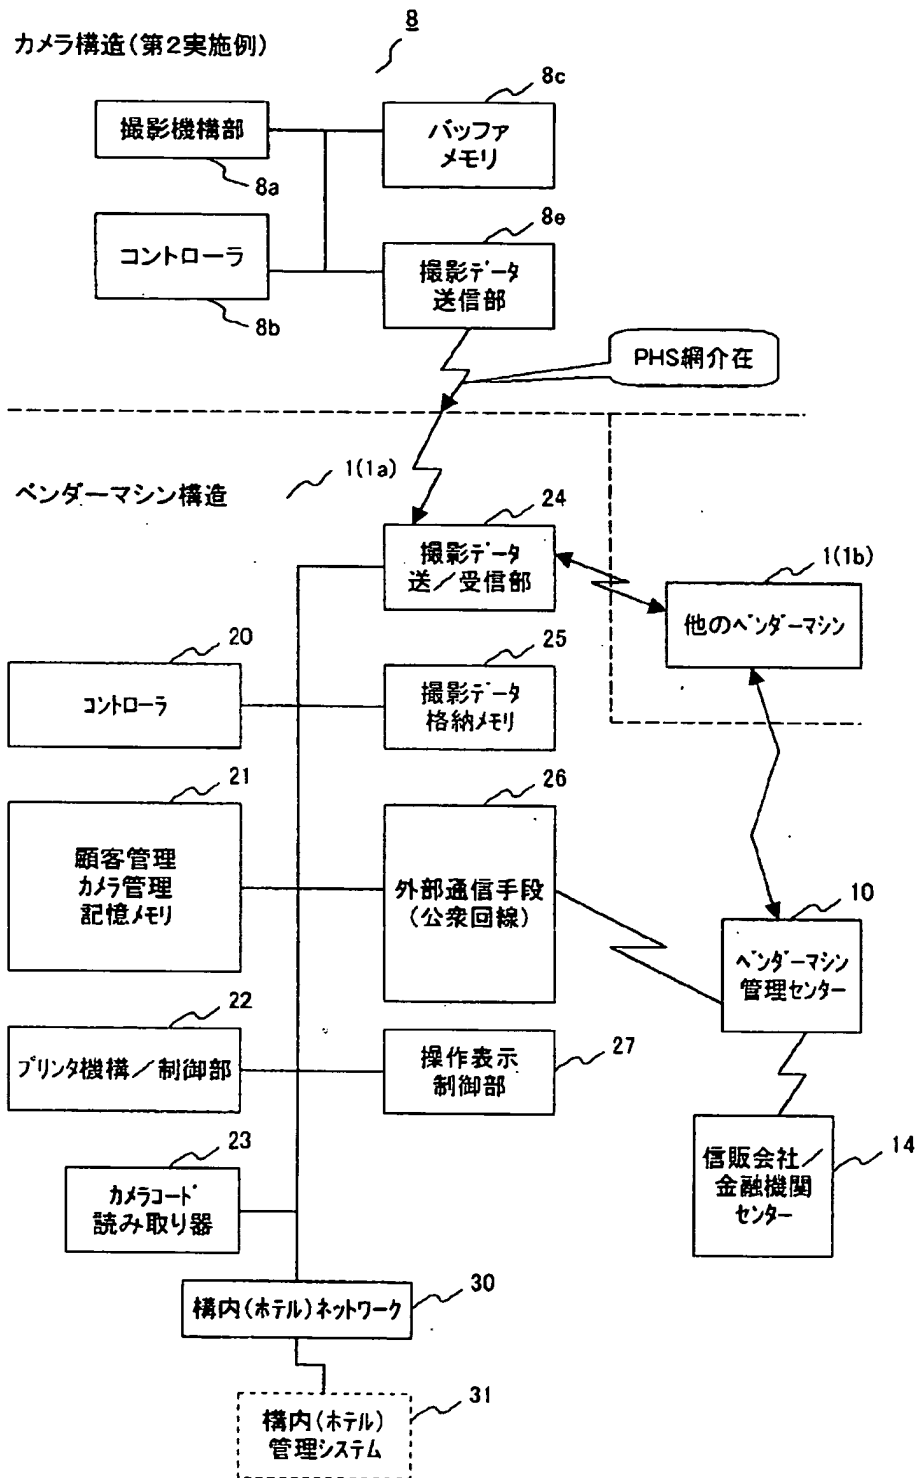 8
カメラ構造(第2実施例)
8c
撮影機構部
バッファ
メモリ
8a
8e
コントローラ
撮影データ
送信部
8b
PHS網介在
1(1a)
ベンダーマシン構造
24
撮影データ
送/受信部
1(1b)
他のベンダーマシン
20
コントローラ
25
撮影データ
格納メモリ
21
顧客管理
カメラ管理
記憶メモリ
26
外部通信手段
(公衆回線)
10
ベンダーマシン
管理センター
22
プリンタ機構/制御部
操作表示
制御部
27
23
カメラコード
読み取り器
信販会社/
金融機関
センター
14
構内(ホテル)ネットワーク
30
構内(ホテル)
管理システム
31